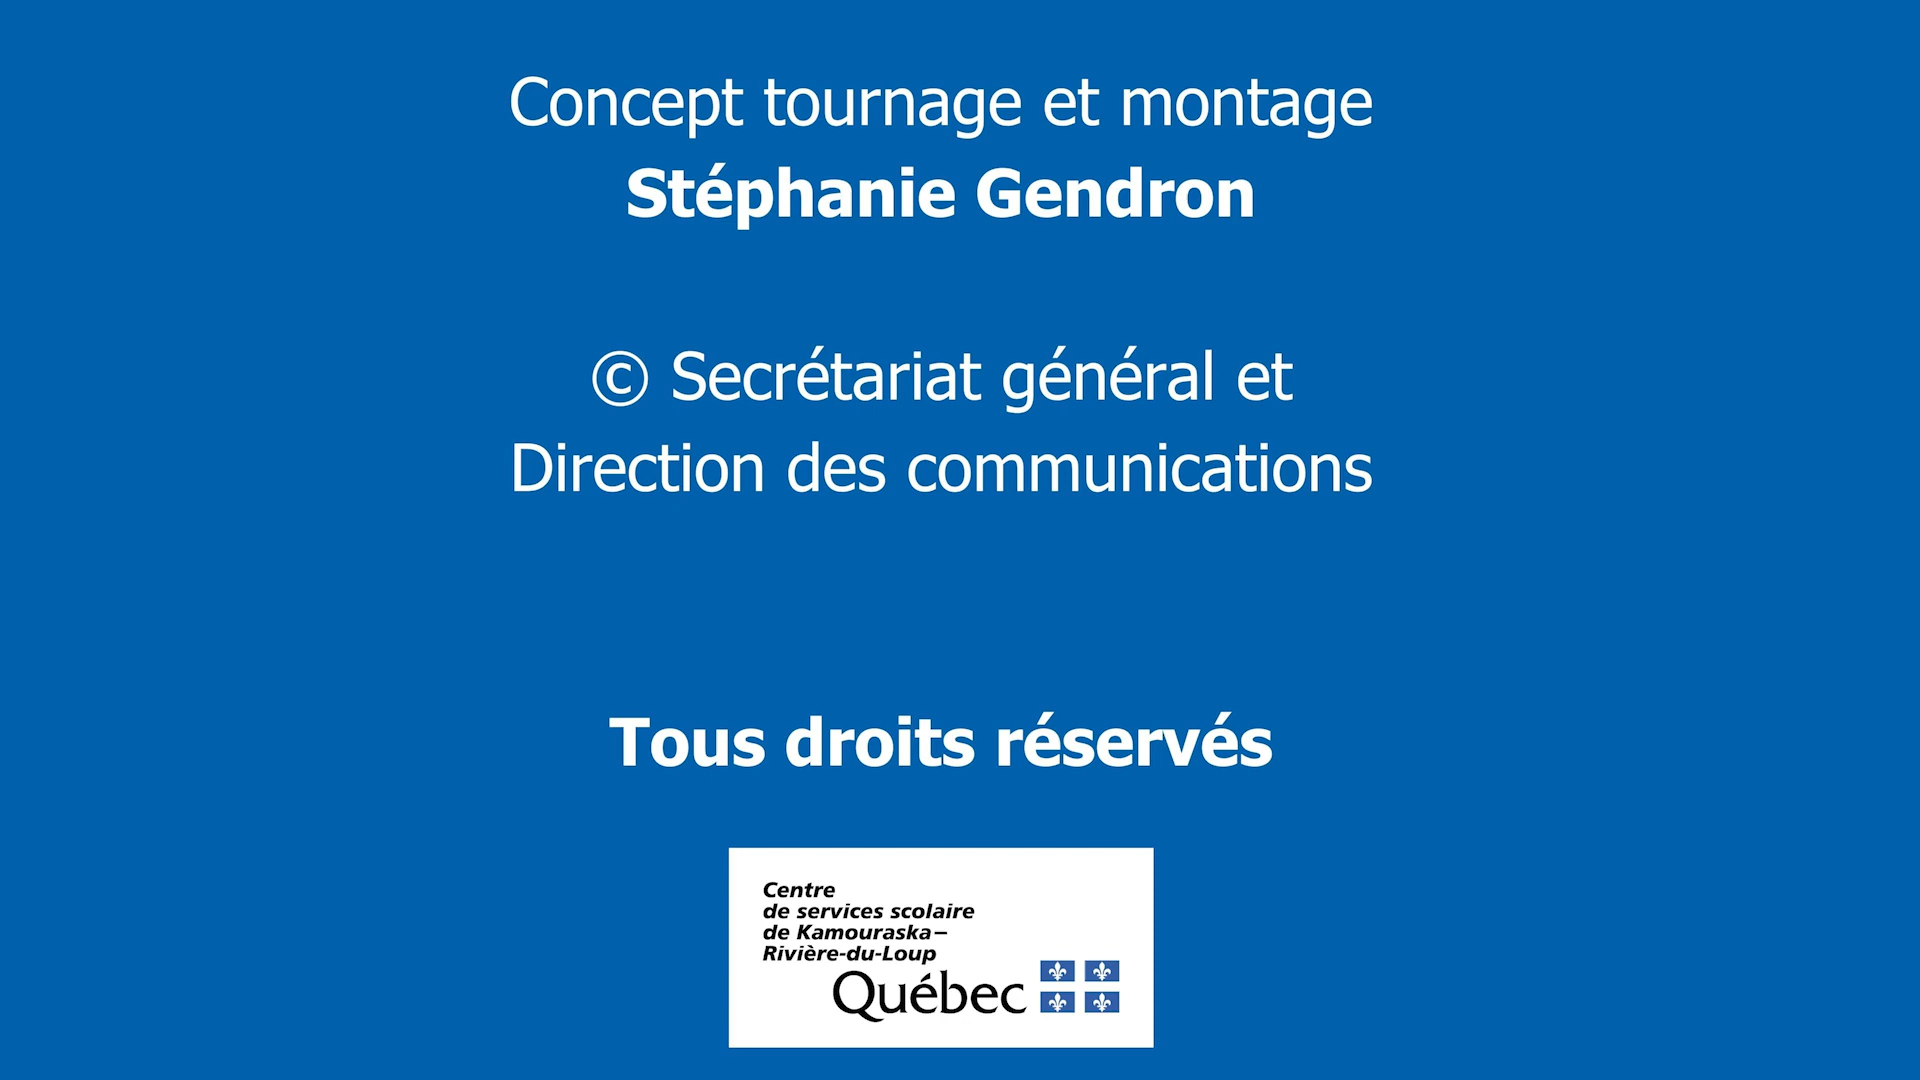 Concept tournage et montage
Stéphanie Gendron
© Secrétariat général et
Direction des communications
Tous droits réservés
Centre
de services scolaire
de Kamouraska–
Rivière-du-Loup
Québec